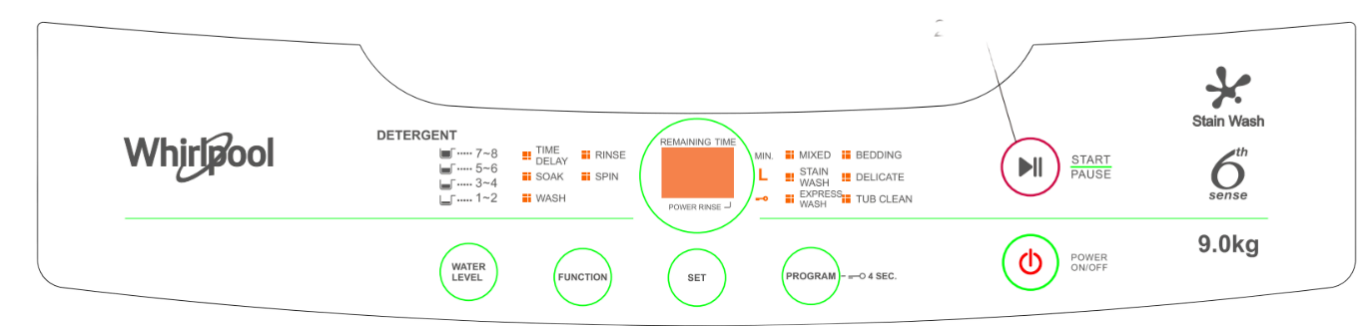 Whirlpool
DETERGENT
7~8
5~6
3~4
1~2
TIME
DELAY
SOAK
WASH
RINSE
SPIN
REMAINING TIME
POWER RINSE
MIN.
L
MIXED
STAIN
WASH
EXPRESS
WASH
BEDDING
DELICATE
TUB CLEAN
START
PAUSE
Stain Wash
6th
sense
WATER
LEVEL
FUNCTION
SET
PROGRAM
4 SEC.
POWER
ON/OFF
9.0kg